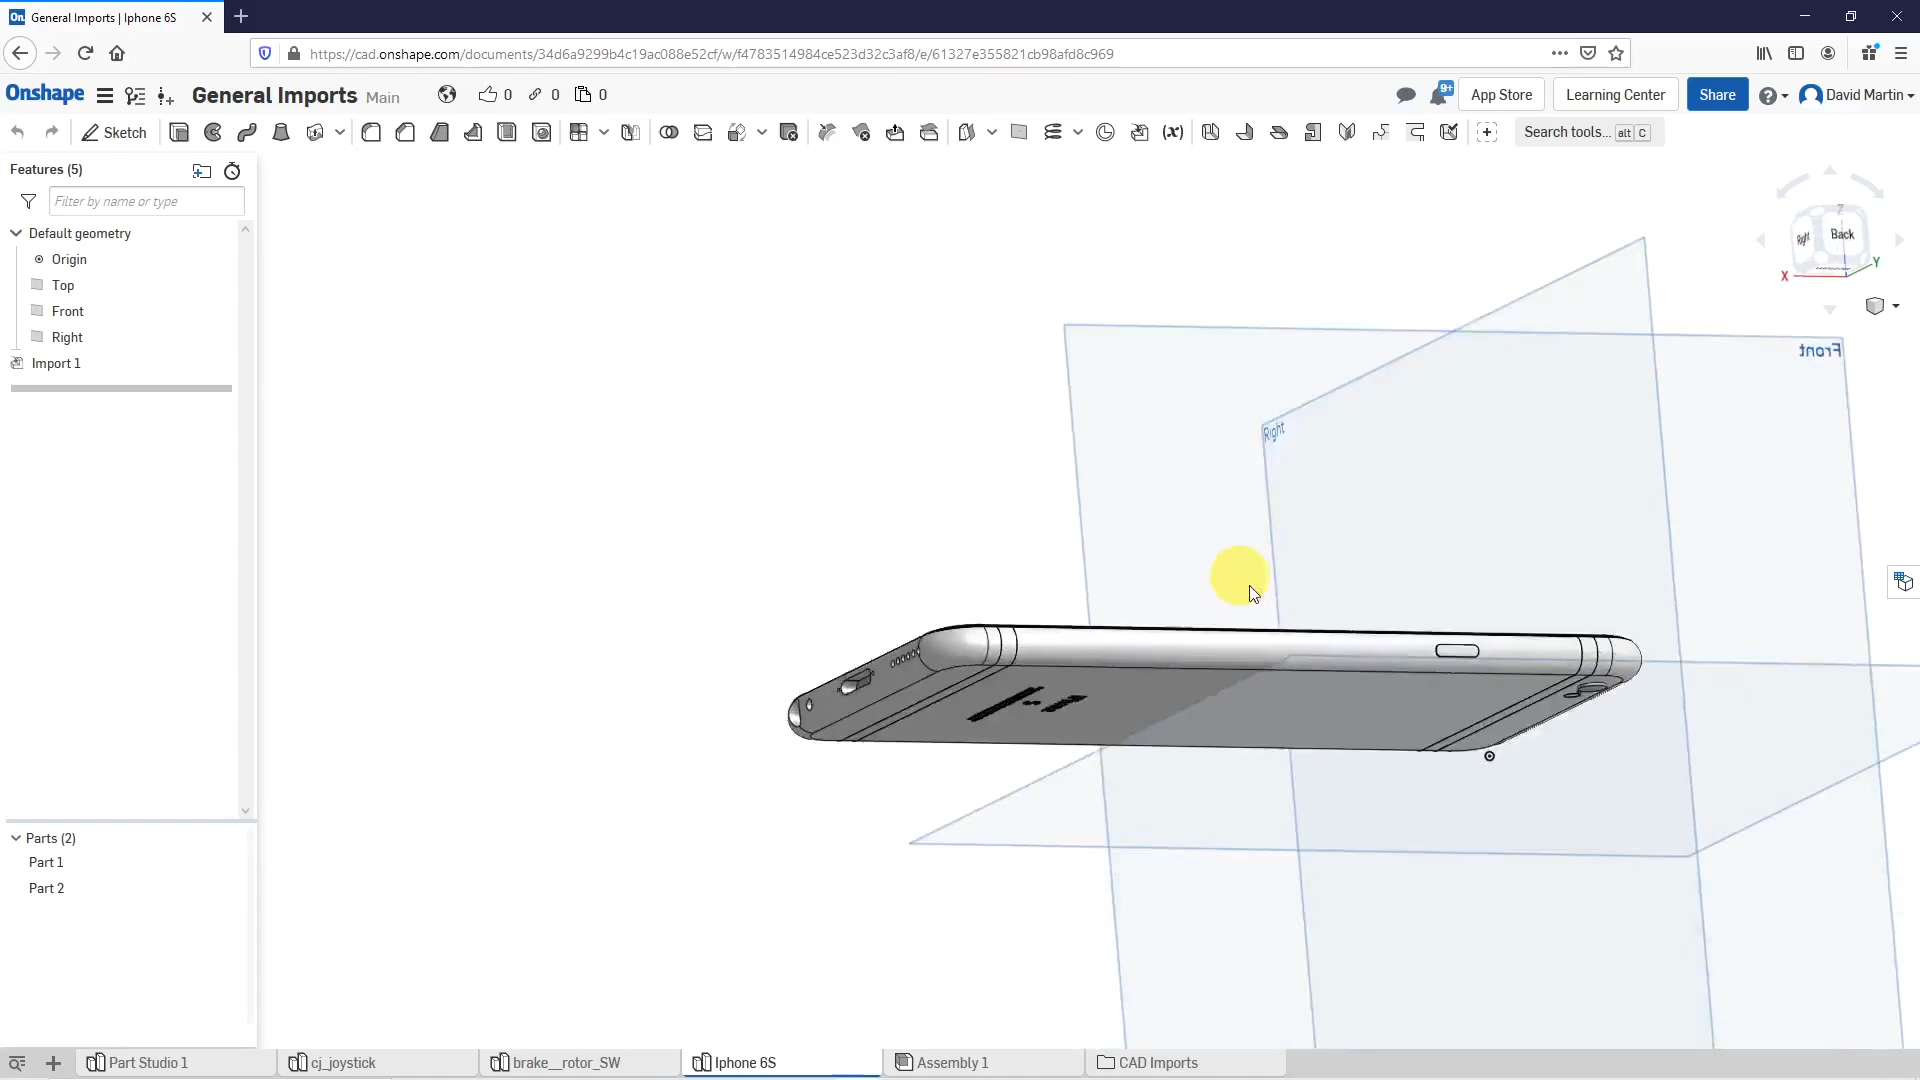 On General Imports | Iphone 6S
https://cad.onshape.com/documents/34d6a9299b4c19ac088e52cf/w/f4783514984ce523d32c3af8/e/61327e355821cb98afd8c969
Onshape General Imports Main 0 0 0 9+ App Store Learning Center Share David Martin
Sketch Search tools... alt C
Features (5)
Filter by name or type
Default geometry
Origin
Top
Front
Right
Import 1
Z
Right Back
X Y
Front
Right
Parts (2)
Part 1
Part 2
Part Studio 1 cj_joystick brake__rotor_SW Iphone 6S Assembly 1 CAD Imports